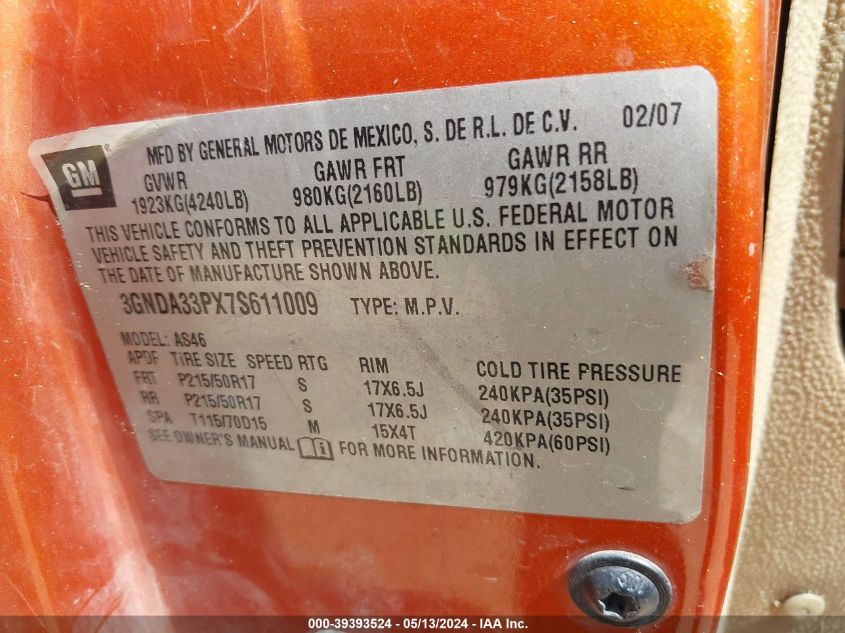 GM
MFD BY GENERAL MOTORS DE MEXICO, S. DE R.L. DE C.V. 02/07
GVWR GAWR FRT GAWR RR
1923KG(4240LB) 980KG(2160LB) 979KG(2158LB)
THIS VEHICLE CONFORMS TO ALL APPLICABLE U.S. FEDERAL MOTOR
VEHICLE SAFETY AND THEFT PREVENTION STANDARDS IN EFFECT ON
THE DATE OF MANUFACTURE SHOWN ABOVE.
3GNDA33PX7S611009 TYPE: M.P.V.
MODEL: AS46
APDF TIRE SIZE SPEED RTG RIM COLD TIRE PRESSURE
FRT P215/50R17 S 17X6.5J 240KPA(35PSI)
RR P215/50R17 S 17X6.5J 240KPA(35PSI)
SPA T115/70D15 M 15X4T 420KPA(60PSI)
SEE OWNER'S MANUAL FOR MORE INFORMATION.
000-39393524 - 05/13/2024 - IAA Inc.